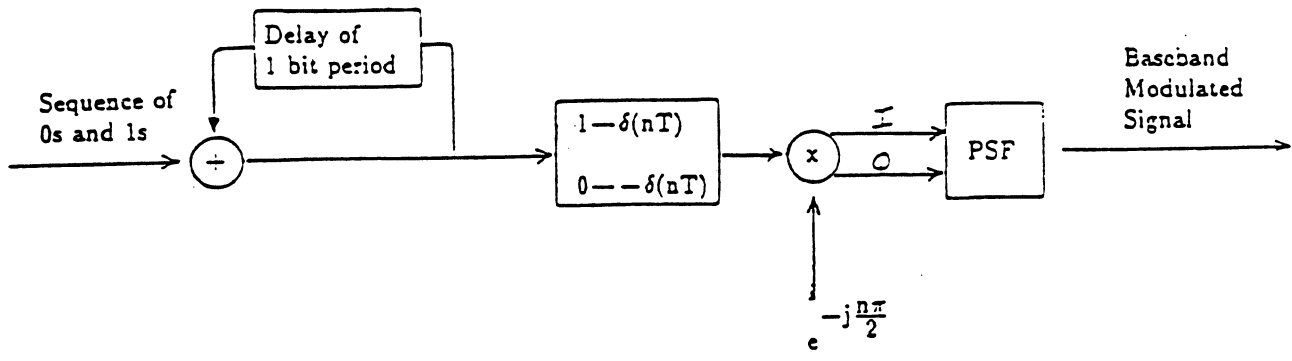 Delay of
1 bit period
Sequence of
0s and 1s
+
1—δ(nT)
0— —δ(nT)
x
I
Q
PSF
Baseband
Modulated
Signal
e^{-j\frac{nπ}{2}}